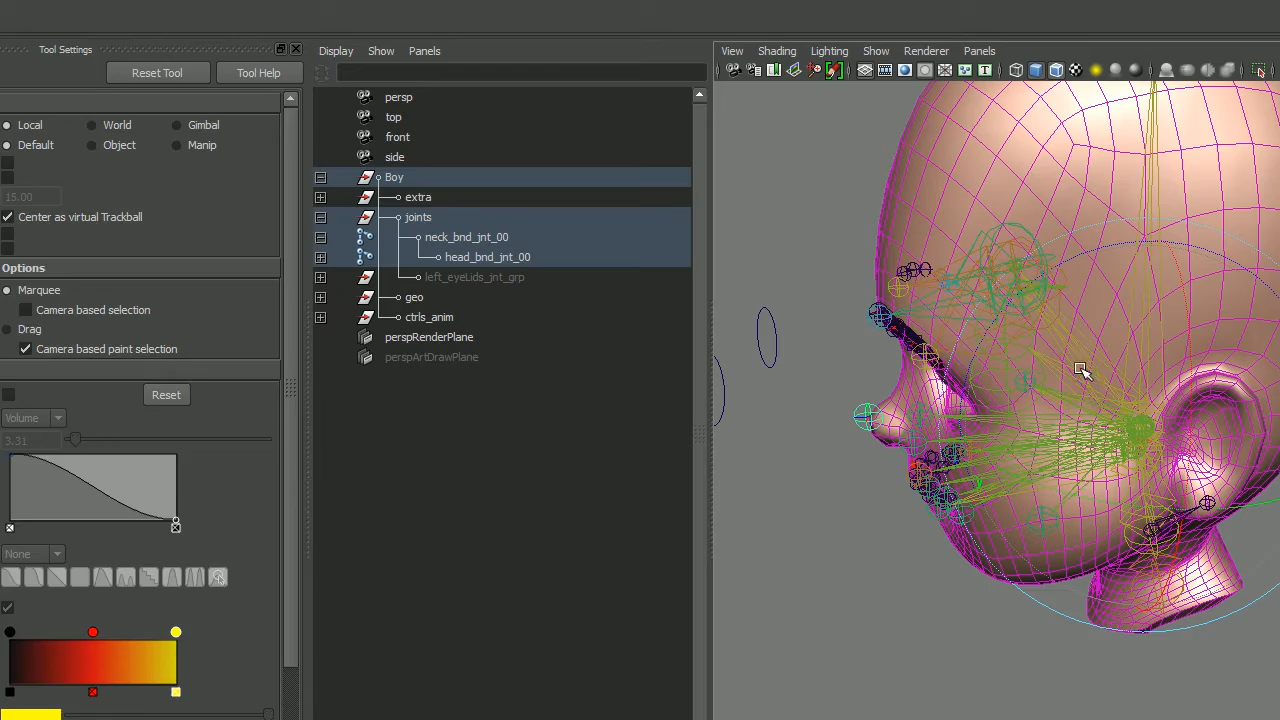 Tool Settings
Reset Tool
Tool Help
Local
World
Gimbal
Default
Object
Manip
15.00
Center as virtual Trackball
Options
Marquee
Camera based selection
Drag
Camera based paint selection
Reset
Volume
3.31
None
Display
Show
Panels
persp
top
front
side
Boy
extra
joints
neck_bnd_jnt_00
head_bnd_jnt_00
left_eyeLids_jnt_grp
geo
ctrls_anim
perspRenderPlane
perspArtDrawPlane
View
Shading
Lighting
Show
Renderer
Panels